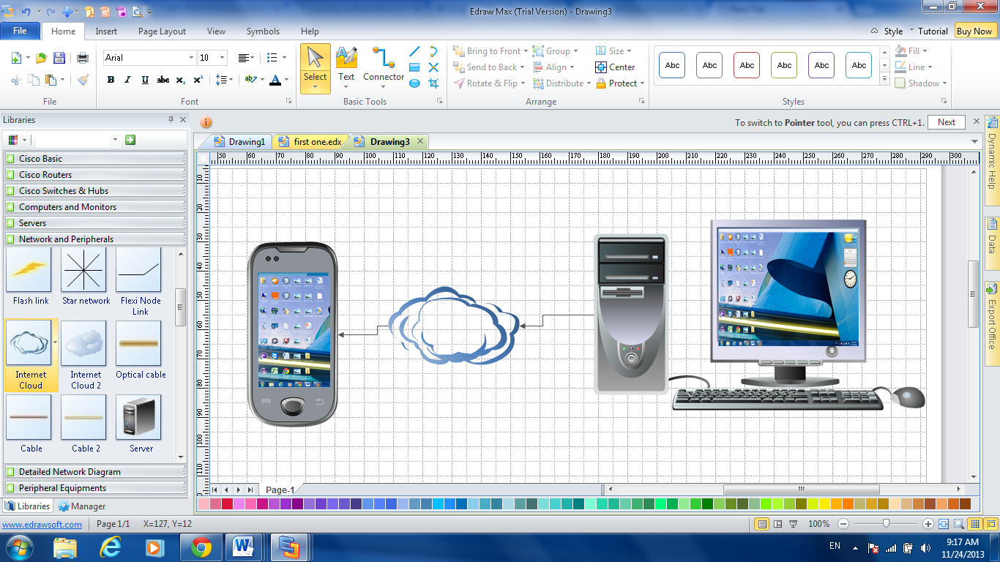 Edraw Max (Trial Version) - Drawing3
File Home Insert Page Layout View Symbols Help Style Tutorial Buy Now
Arial 10
B I U abc x₂ x² A
Select Text Connector
Bring to Front Group Size
Send to Back Align Center
Rotate & Flip Distribute Protect
Abc Abc Abc Abc Abc Abc
Fill
Line
Shadow
File Font Basic Tools Arrange Styles
Libraries
To switch to Pointer tool, you can press CTRL+1. Next
Drawing1 first one.edx Drawing3
50 60 70 80 90 100 110 120 130 140 150 160 170 180 190 200 210 220 230 240 250 260 270 280 290 300
10
20
30
40
50
60
70
80
90
100
110
Cisco Basic
Cisco Routers
Cisco Switches & Hubs
Computers and Monitors
Servers
Network and Peripherals
Flash link Star network Flexi Node Link
Internet Cloud Internet Cloud 2 Optical cable
Cable Cable 2 Server
Detailed Network Diagram
Peripheral Equipments
Libraries Manager
Dynamic Help
Data
Export Office
Page-1
www.edrawsoft.com Page 1/1 X=127, Y=12 100%
EN
9:17 AM
11/24/2013